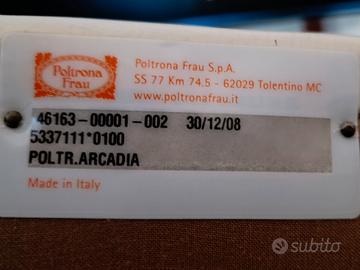 Poltrona
Frau
Poltrona Frau S.p.A.
SS 77 Km 74.5 - 62029 Tolentino MC
www.poltronafrau.it
46163-00001-002 30/12/08
5337111*0100
POLTR.ARCADIA
Made in Italy
subito